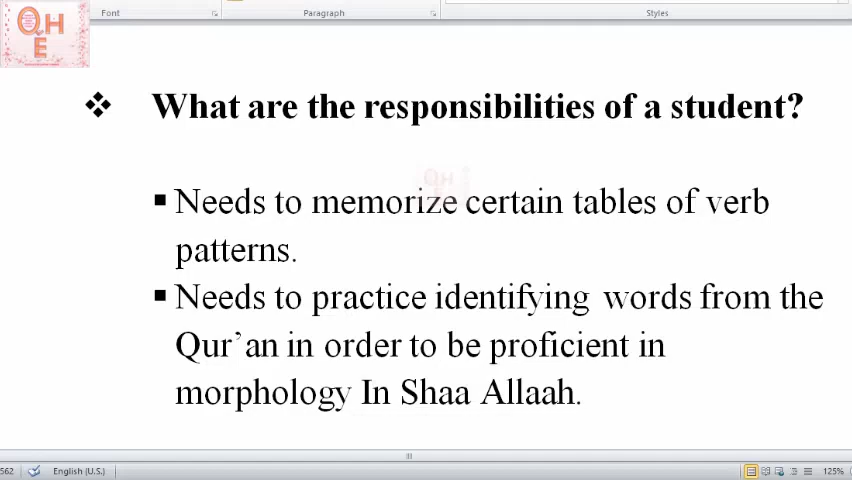 Font Paragraph Styles
QH
E
❖ What are the responsibilities of a student?
QH
E
▪ Needs to memorize certain tables of verb
patterns.
▪ Needs to practice identifying words from the
Qur’an in order to be proficient in
morphology In Shaa Allaah.
562 English (U.S.) 125%